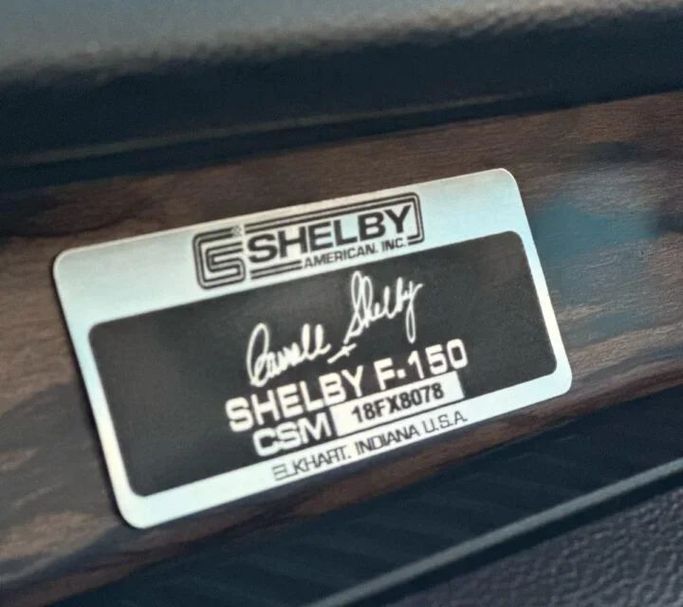 SHELBY
AMERICAN, INC.
Carroll Shelby
SHELBY F-150
CSM 18FX8078
ELKHART, INDIANA U.S.A.